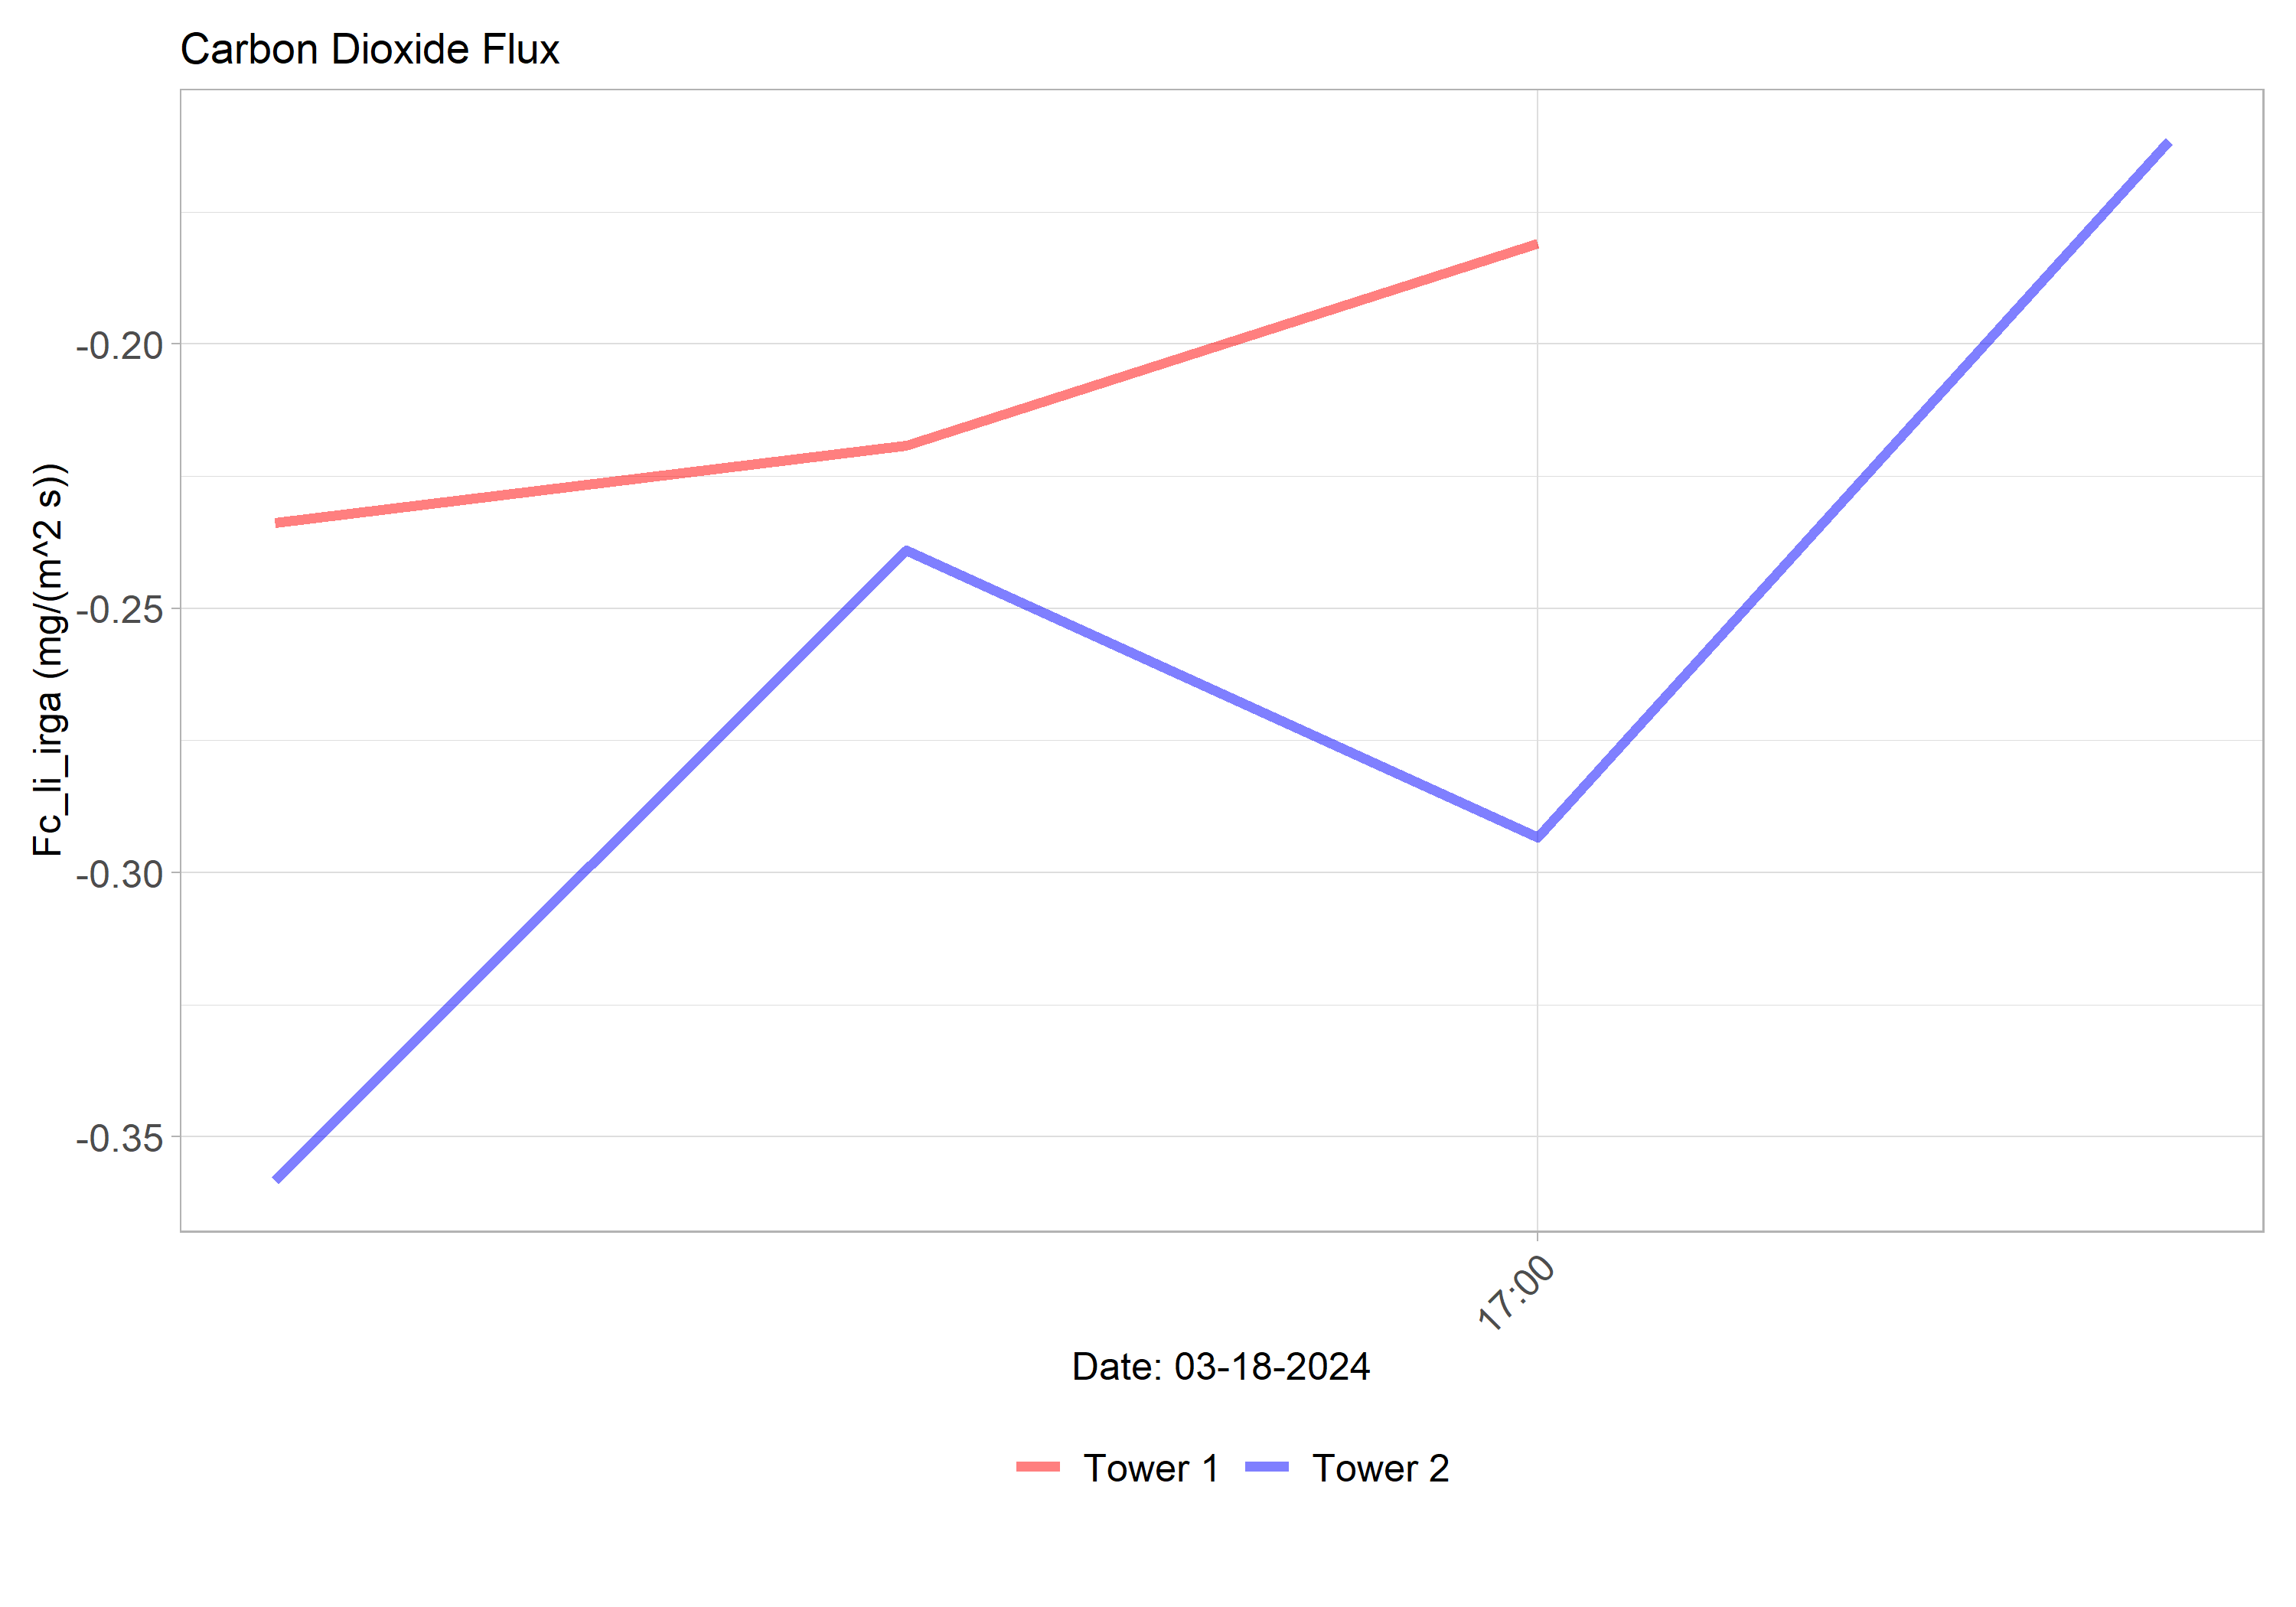 Carbon Dioxide Flux
Fc_li_irga (mg/(m^2 s))
-0.20
-0.25
-0.30
-0.35
17:00
Date: 03-18-2024
Tower 1 Tower 2